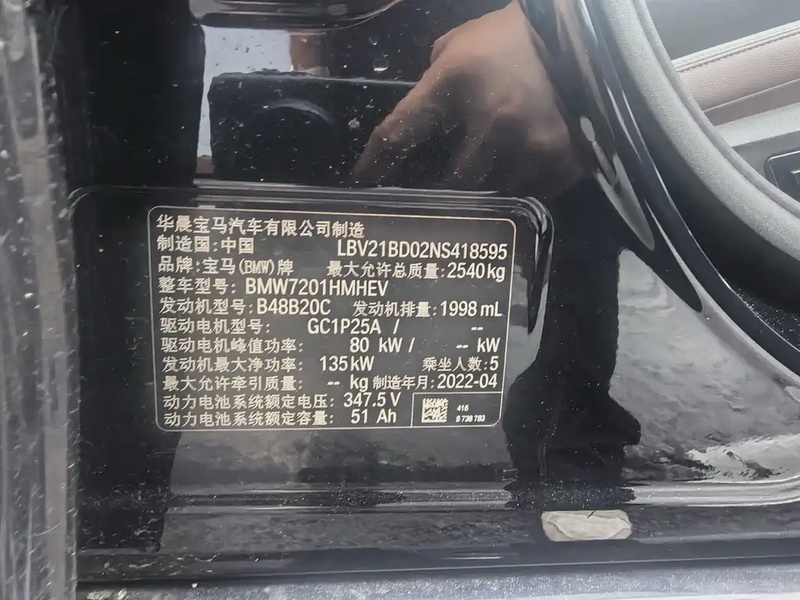 华晨宝马汽车有限公司制造
制造国:中国 LBV21BD02NS418595
品牌:宝马(BMW)牌 最大允许总质量:2540kg
整车型号:BMW7201HMHEV
发动机型号:B48B20C 发动机排量:1998 mL
驱动电机型号: GC1P25A / --
驱动电机峰值功率: 80 kW / -- kW
发动机最大净功率: 135kW 乘坐人数:5
最大允许牵引质量: -- kg 制造年月:2022-04
动力电池系统额定电压: 347.5 V
动力电池系统额定容量: 51 Ah
416
8 738 783